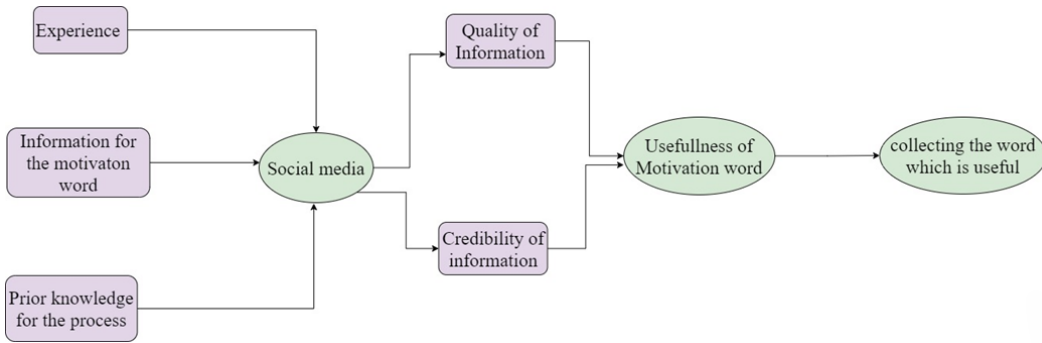 Experience
Information for
the motivaton
word
Prior knowledge
for the process
Social media
Quality of
Information
Credibility of
information
Usefullness of
Motivation word
collecting the word
which is useful